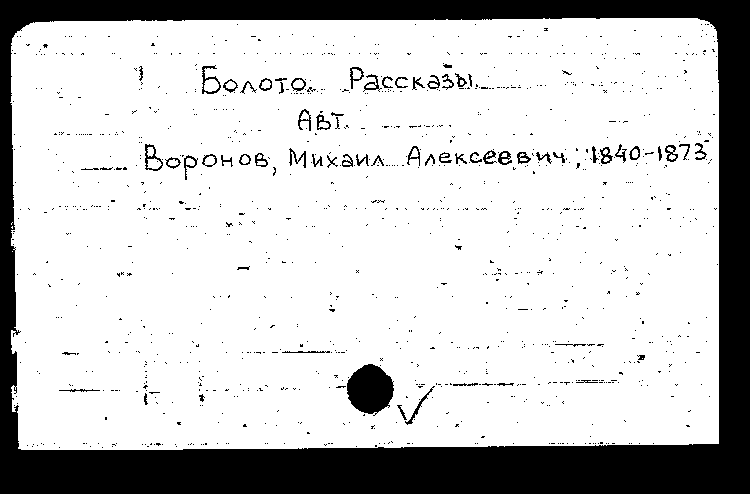 Болото. Рассказы.
Авт.
Воронов, Михаил Алексеевич, 1840-1873